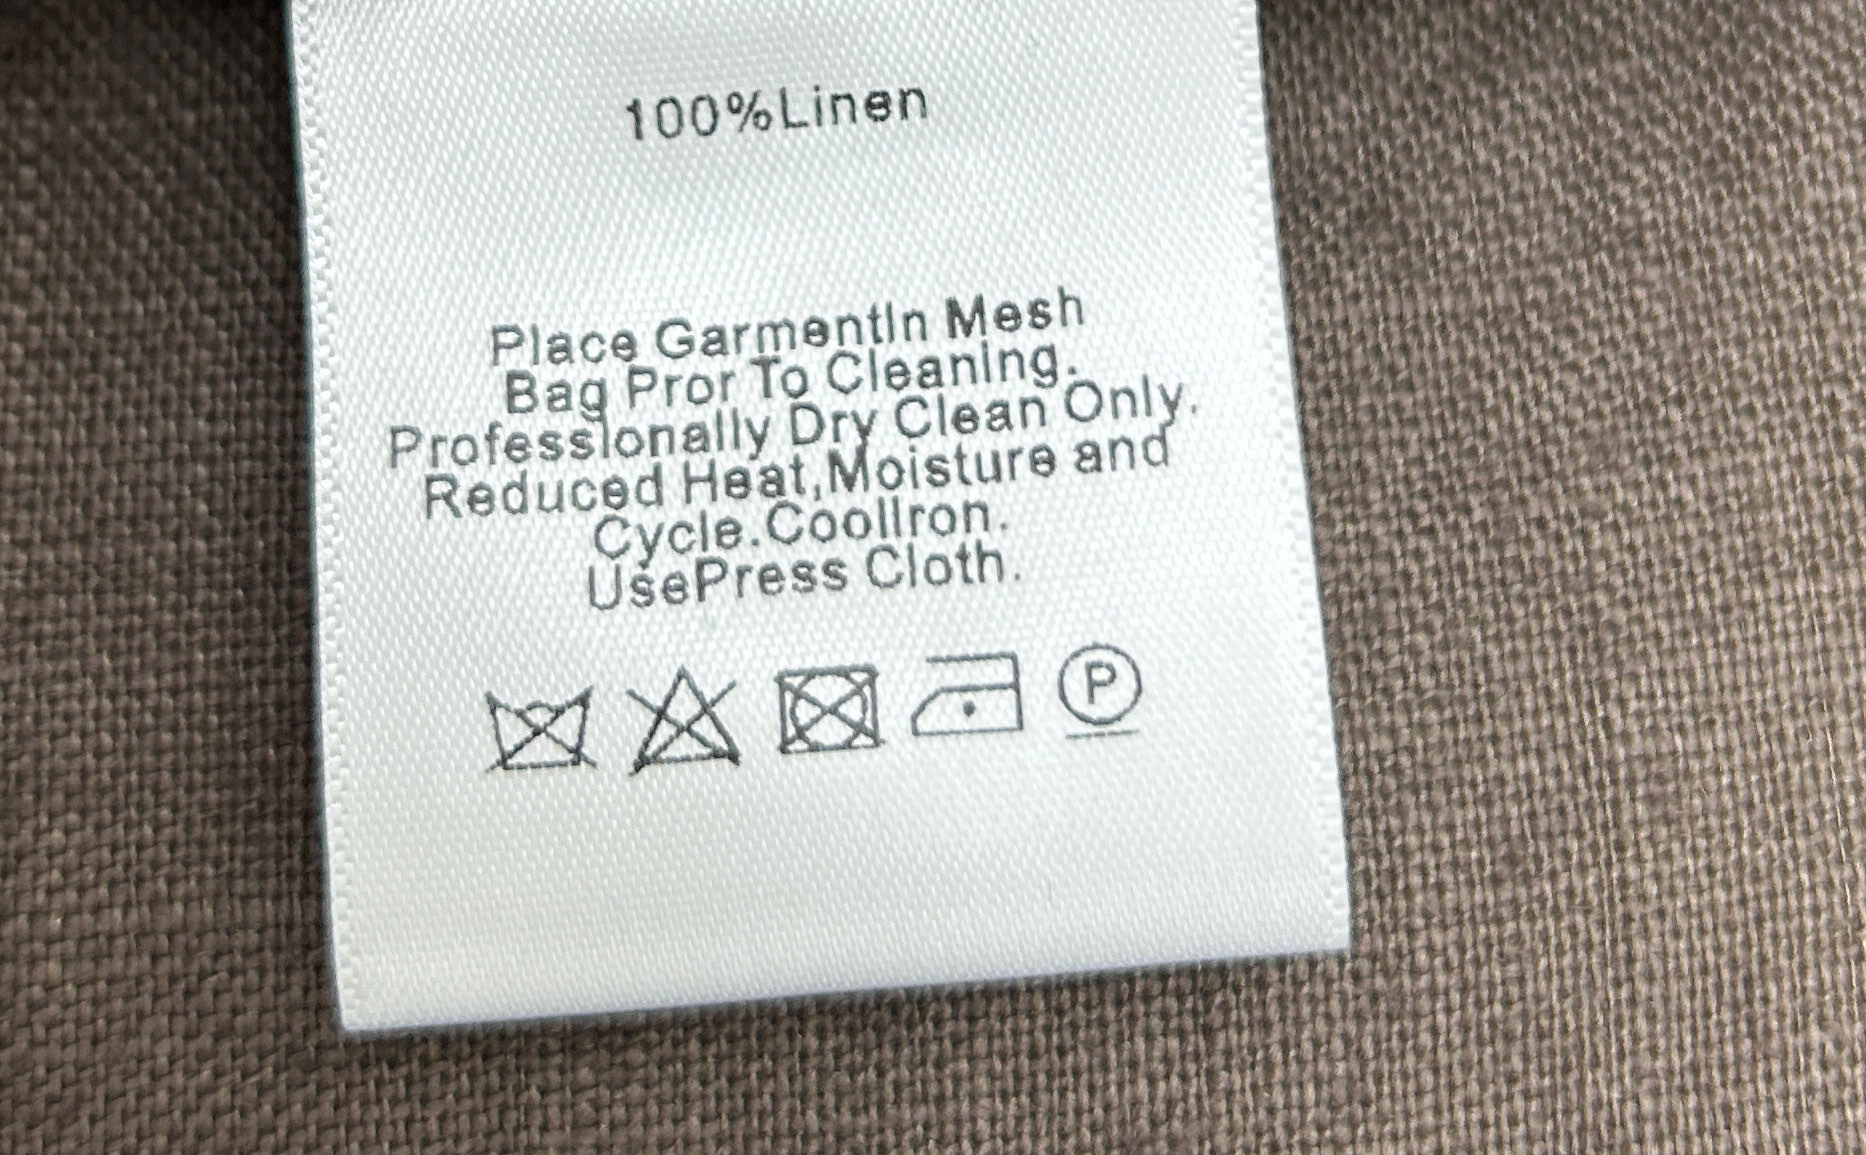 100%Linen
Place GarmentIn Mesh
Bag Pror To Cleaning.
Professionally Dry Clean Only.
Reduced Heat,Moisture and
Cycle.CoolIron.
UsePress Cloth.
P